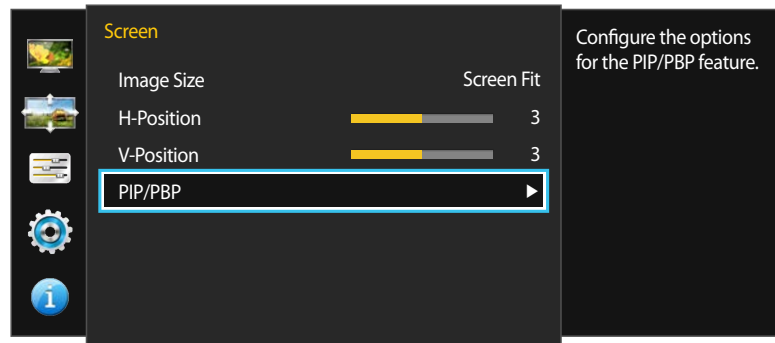 Screen
Image Size Screen Fit
H-Position 3
V-Position 3
PIP/PBP
Configure the options
for the PIP/PBP feature.
i